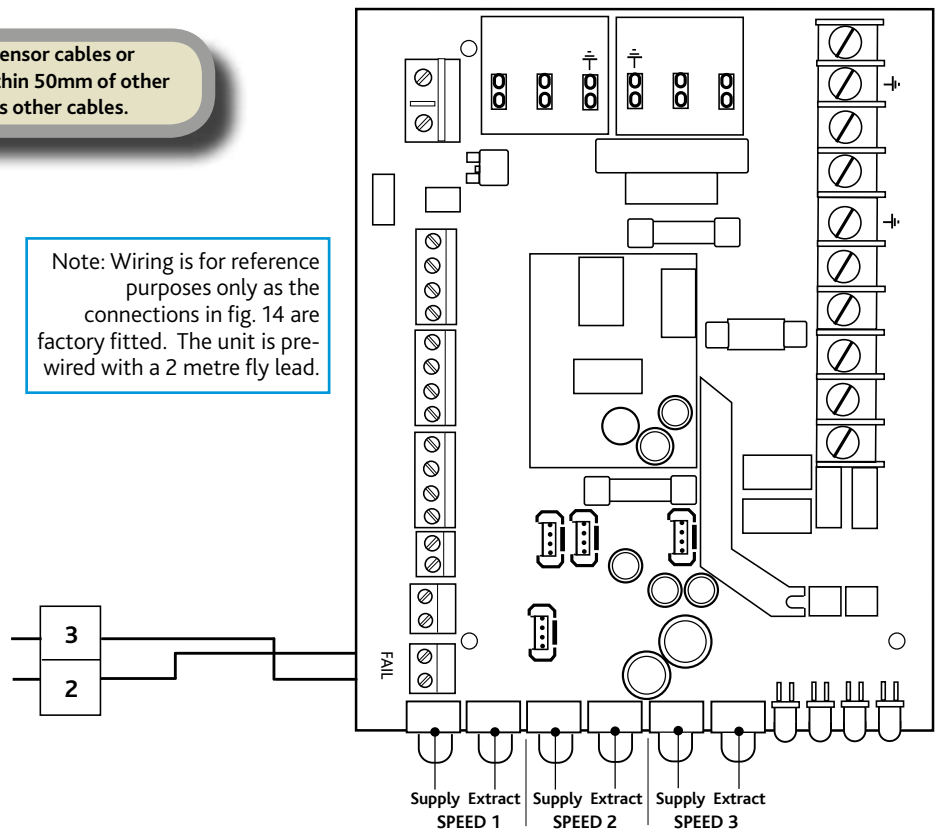 ensor cables or
thin 50mm of other
s other cables.
Note: Wiring is for reference
purposes only as the
connections in fig. 14 are
factory fitted. The unit is pre-
wired with a 2 metre fly lead.
3
2
FAIL
Supply Extract Supply Extract Supply Extract
SPEED 1 SPEED 2 SPEED 3